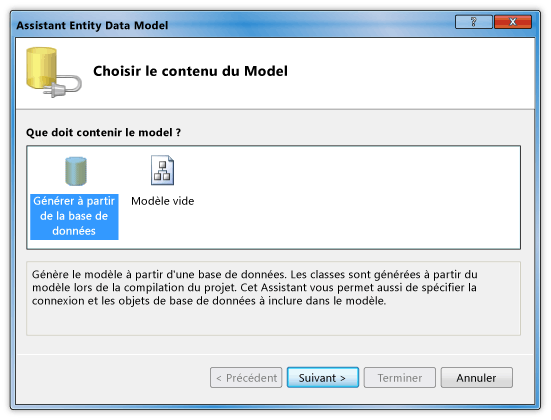 Assistant Entity Data Model
?
Choisir le contenu du Model
Que doit contenir le model ?
Générer à partir
de la base de
données
Modèle vide
Génère le modèle à partir d'une base de données. Les classes sont générées à partir du
modèle lors de la compilation du projet. Cet Assistant vous permet aussi de spécifier la
connexion et les objets de base de données à inclure dans le modèle.
< Précédent
Suivant >
Terminer
Annuler